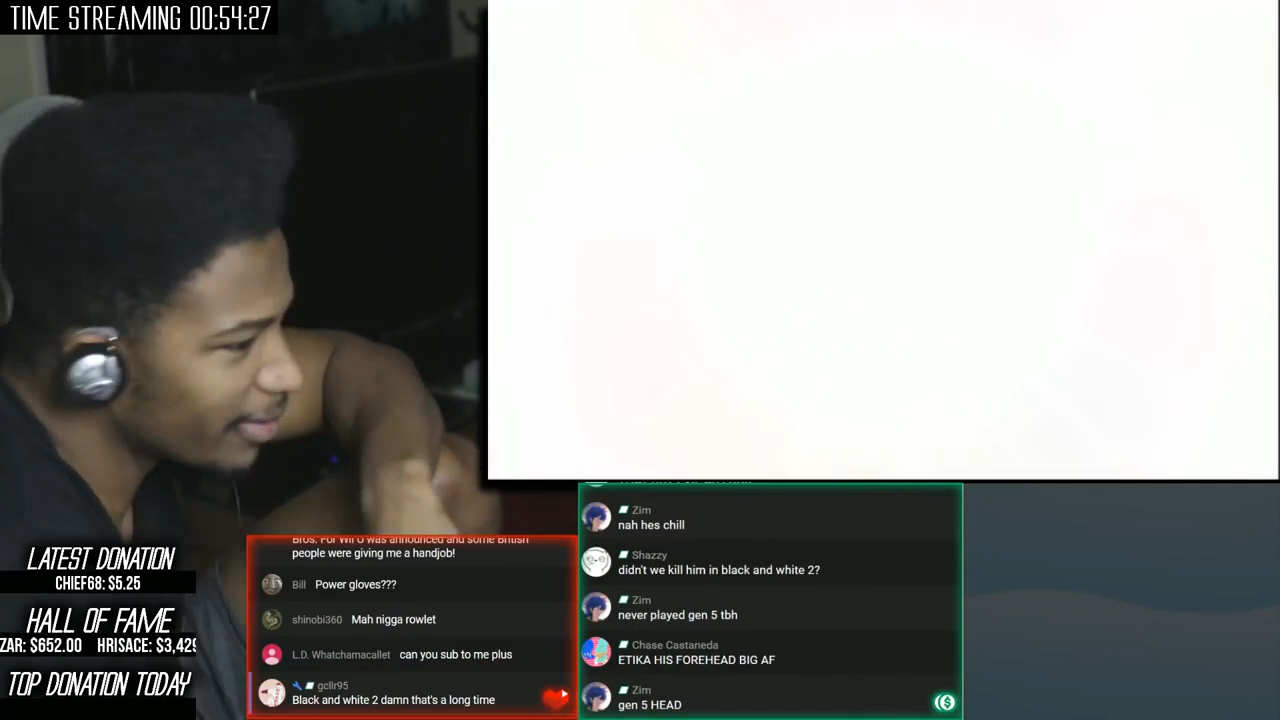 TIME STREAMING 00:54:27
LATEST DONATION
CHIEF68: $5.25
HALL OF FAME
ZAR: $652.00 HRISACE: $3,429
TOP DONATION TODAY
Bros. For Wii U was announced and some British
people were giving me a handjob!
Bill Power gloves???
shinobi360 Mah nigga rowlet
L.D. Whatchamacallet can you sub to me plus
gcllr95
Black and white 2 damn that's a long time
Zim
nah hes chill
Shazzy
didn't we kill him in black and white 2?
Zim
never played gen 5 tbh
Chase Castaneda
ETIKA HIS FOREHEAD BIG AF
Zim
gen 5 HEAD